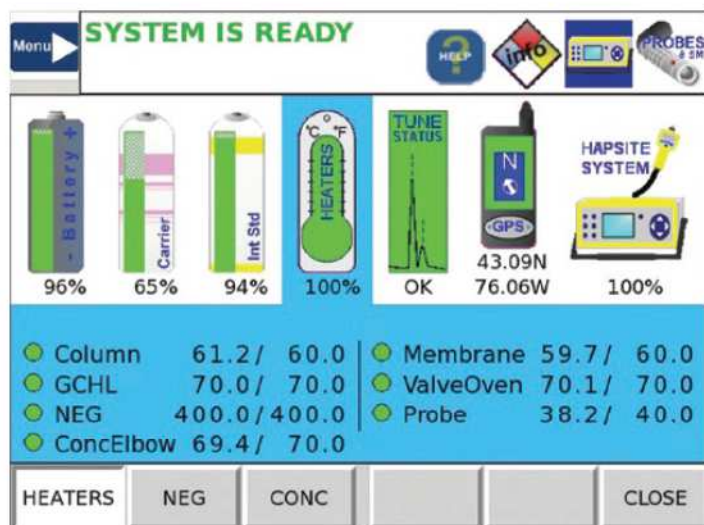 Menu
SYSTEM IS READY
HELP
info
PROBES
& SM
- Battery +
Carrier
Int Std
°C °F
HEATERS
TUNE
STATUS
N
GPS
HAPSITE
SYSTEM
96%
65%
94%
100%
OK
43.09N
76.06W
100%
Column 61.2/ 60.0
GCHL 70.0/ 70.0
NEG 400.0/400.0
ConcElbow 69.4/ 70.0
Membrane 59.7/ 60.0
ValveOven 70.1/ 70.0
Probe 38.2/ 40.0
HEATERS NEG CONC CLOSE